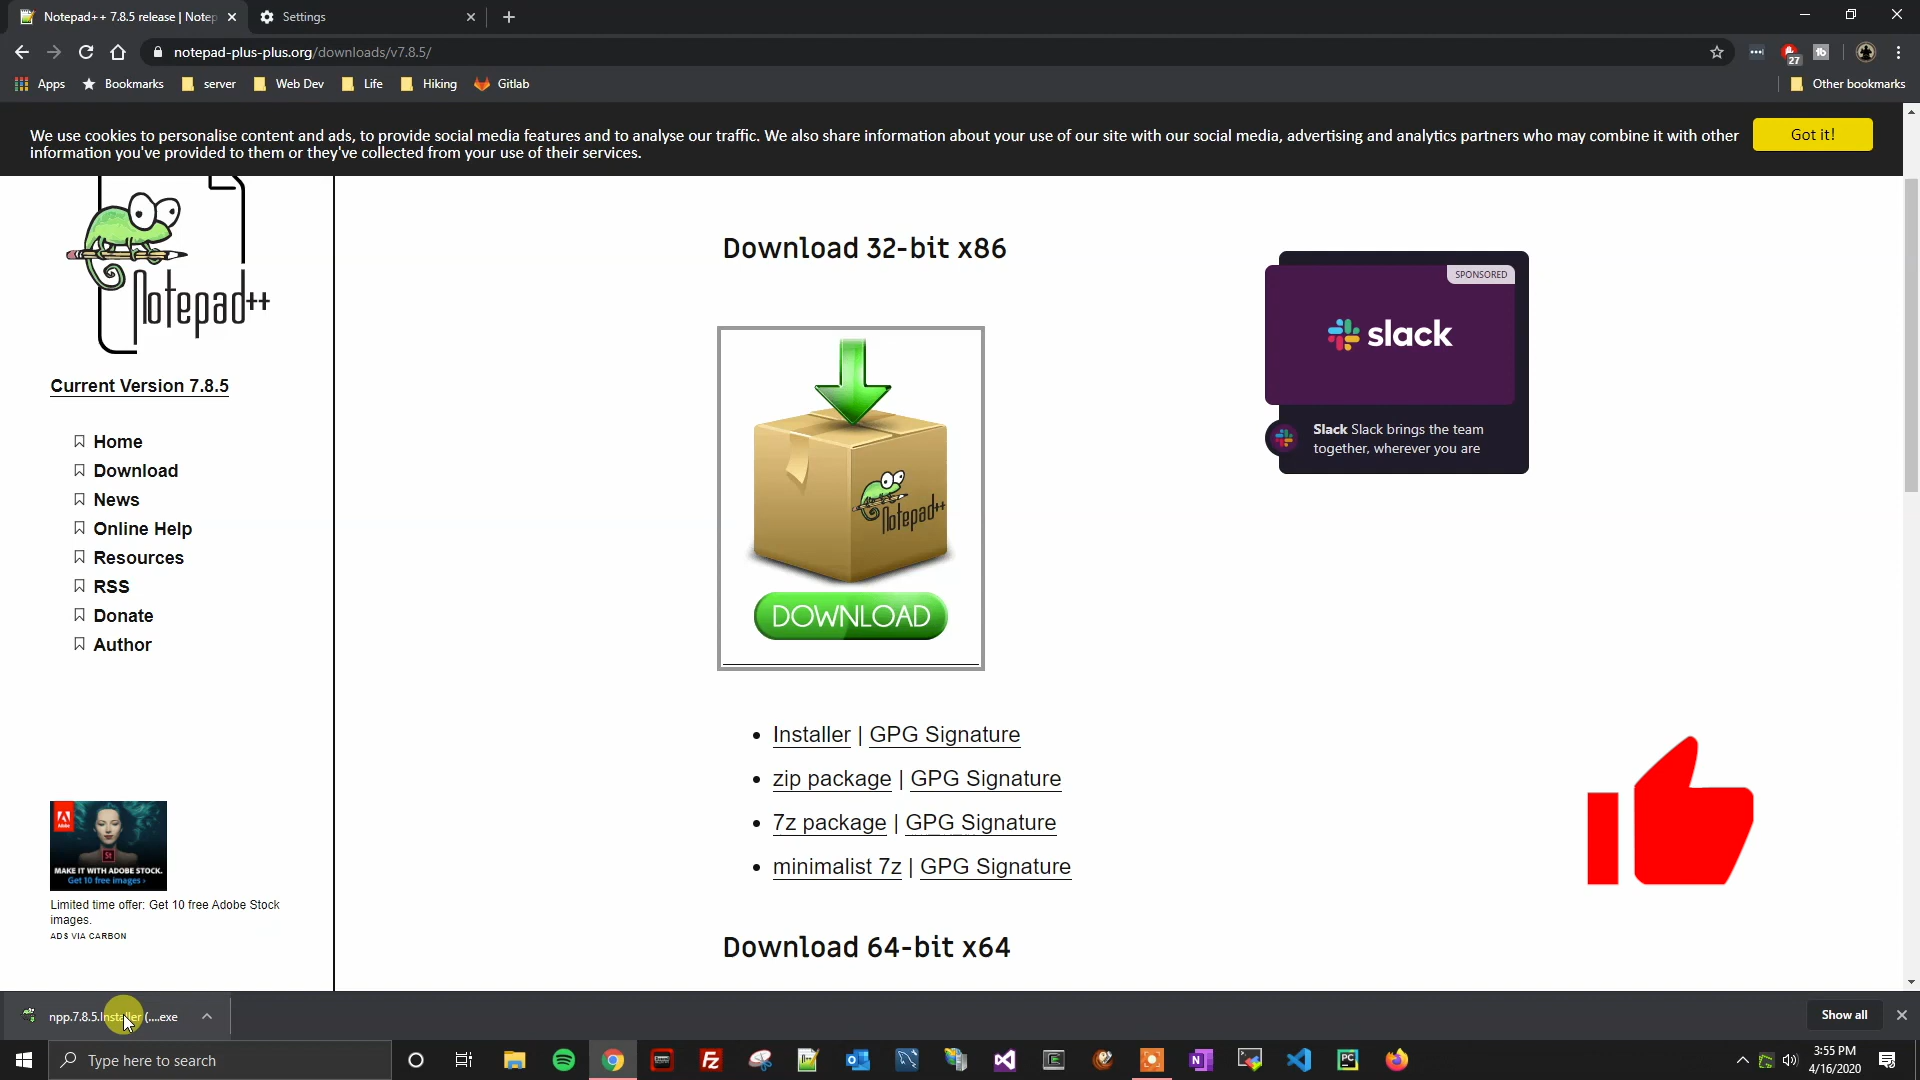 Notepad++ 7.8.5 release | Notep
Settings
notepad-plus-plus.org/downloads/v7.8.5/
27
Apps
Bookmarks
server
Web Dev
Life
Hiking
Gitlab
Other bookmarks
We use cookies to personalise content and ads, to provide social media features and to analyse our traffic. We also share information about your use of our site with our social media, advertising and analytics partners who may combine it with other
information you've provided to them or they've collected from your use of their services.
Got it!
Notepad++
Current Version 7.8.5
Home
Download
News
Online Help
Resources
RSS
Donate
Author
MAKE IT WITH ADOBE STOCK.
Get 10 free images ›
Limited time offer: Get 10 free Adobe Stock
images.
ADS VIA CARBON
Download 32-bit x86
Notepad++
DOWNLOAD
Installer | GPG Signature
zip package | GPG Signature
7z package | GPG Signature
minimalist 7z | GPG Signature
Download 64-bit x64
SPONSORED
slack
Slack Slack brings the team
together, wherever you are
npp.7.8.5.Installer (....exe
Show all
Type here to search
3:55 PM
4/16/2020